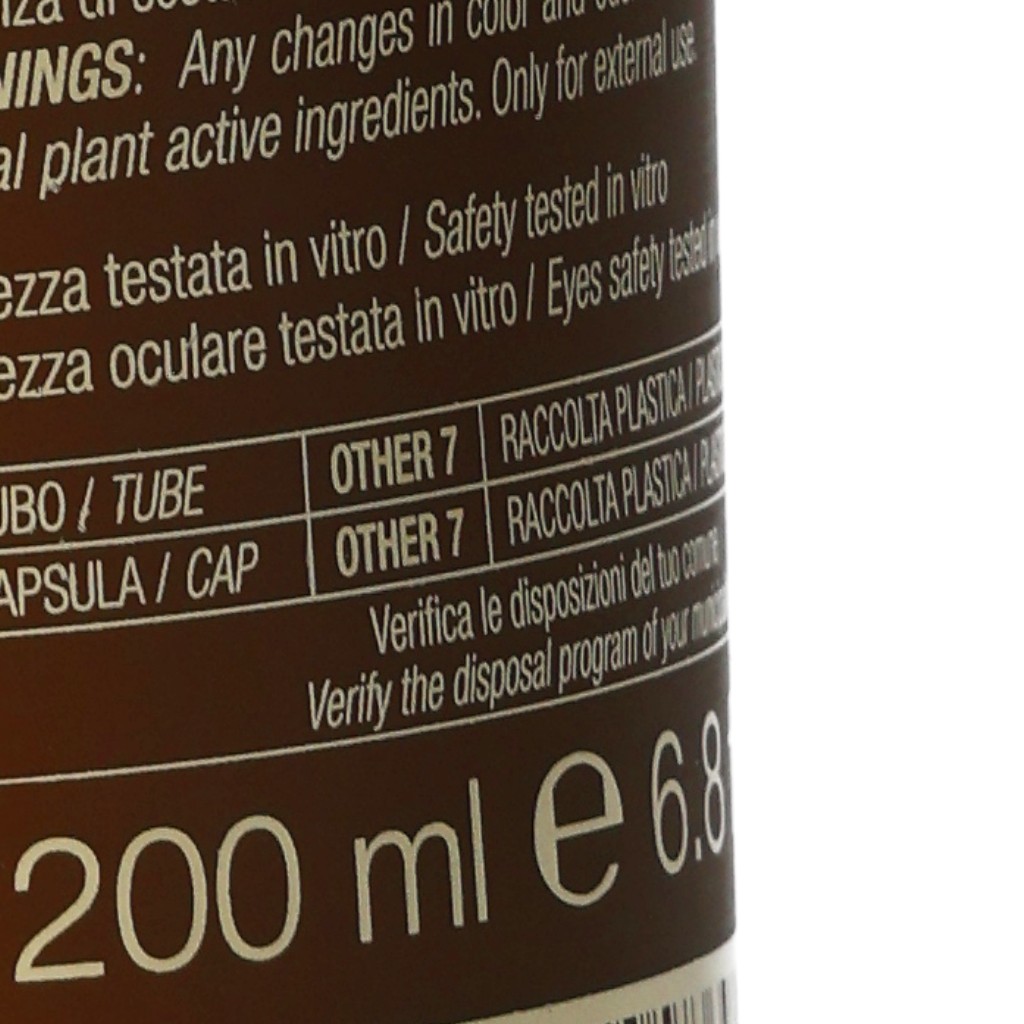 NINGS: Any changes in color and
al plant active ingredients. Only for external use.
ezza testata in vitro / Safety tested in vitro
ezza oculare testata in vitro / Eyes safety tested in
UBO / TUBE OTHER 7 RACCOLTA PLASTICA /
APSULA / CAP OTHER 7 RACCOLTA PLASTICA /
Verifica le disposizioni del tuo comune
Verify the disposal program of your
200 ml e 6.8